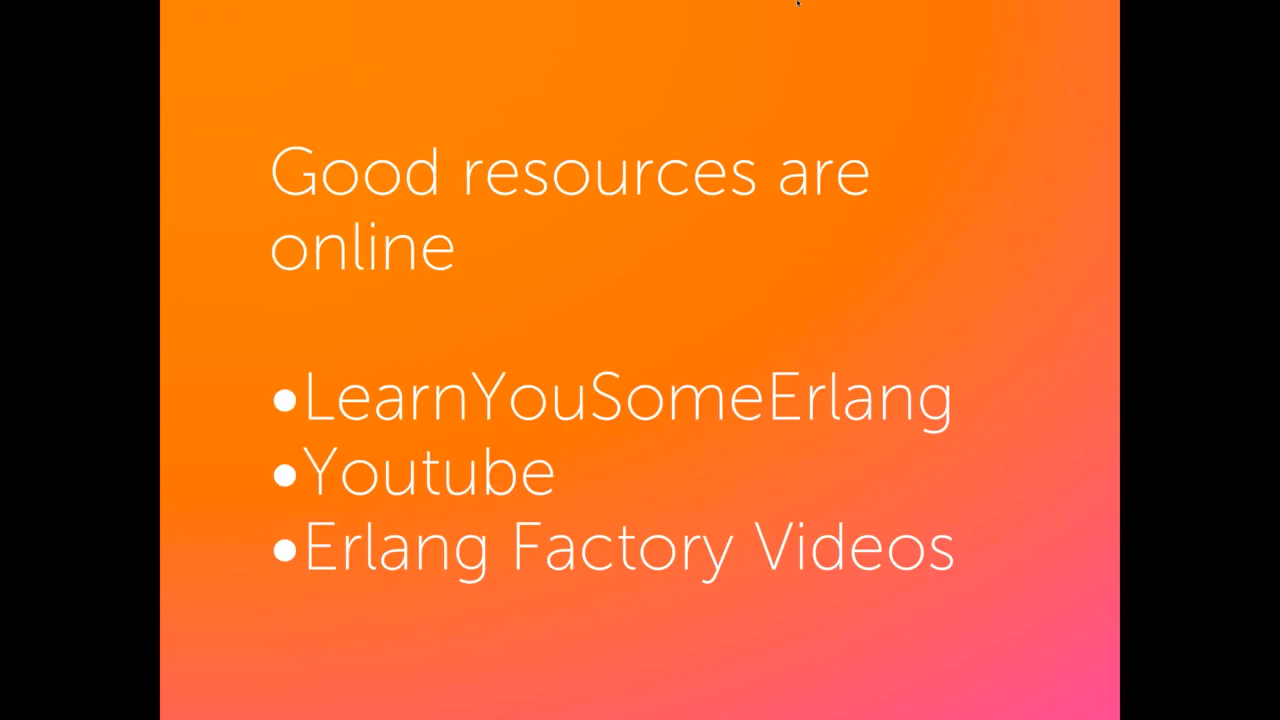 Good resources are
online
•LearnYouSomeErlang
•Youtube
•Erlang Factory Videos